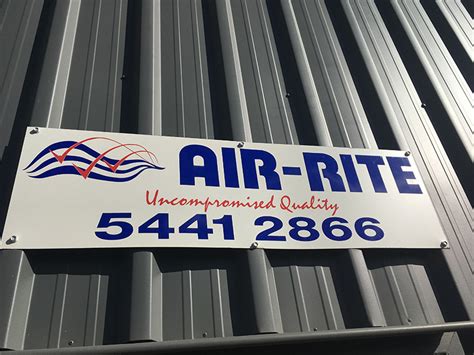 AIR-RITE
Uncompromised Quality
5441 2866